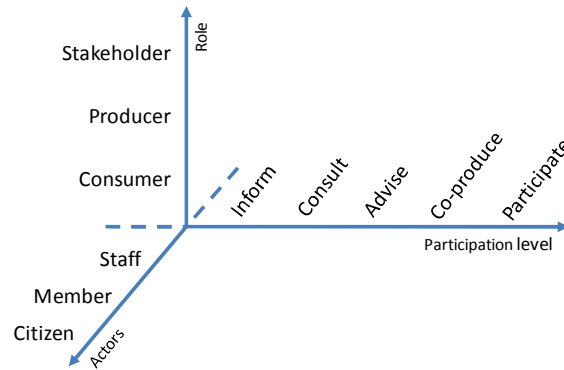 Role
Stakeholder
Producer
Consumer
Inform
Consult
Advise
Co-produce
Participate
Participation level
Staff
Member
Citizen
Actors